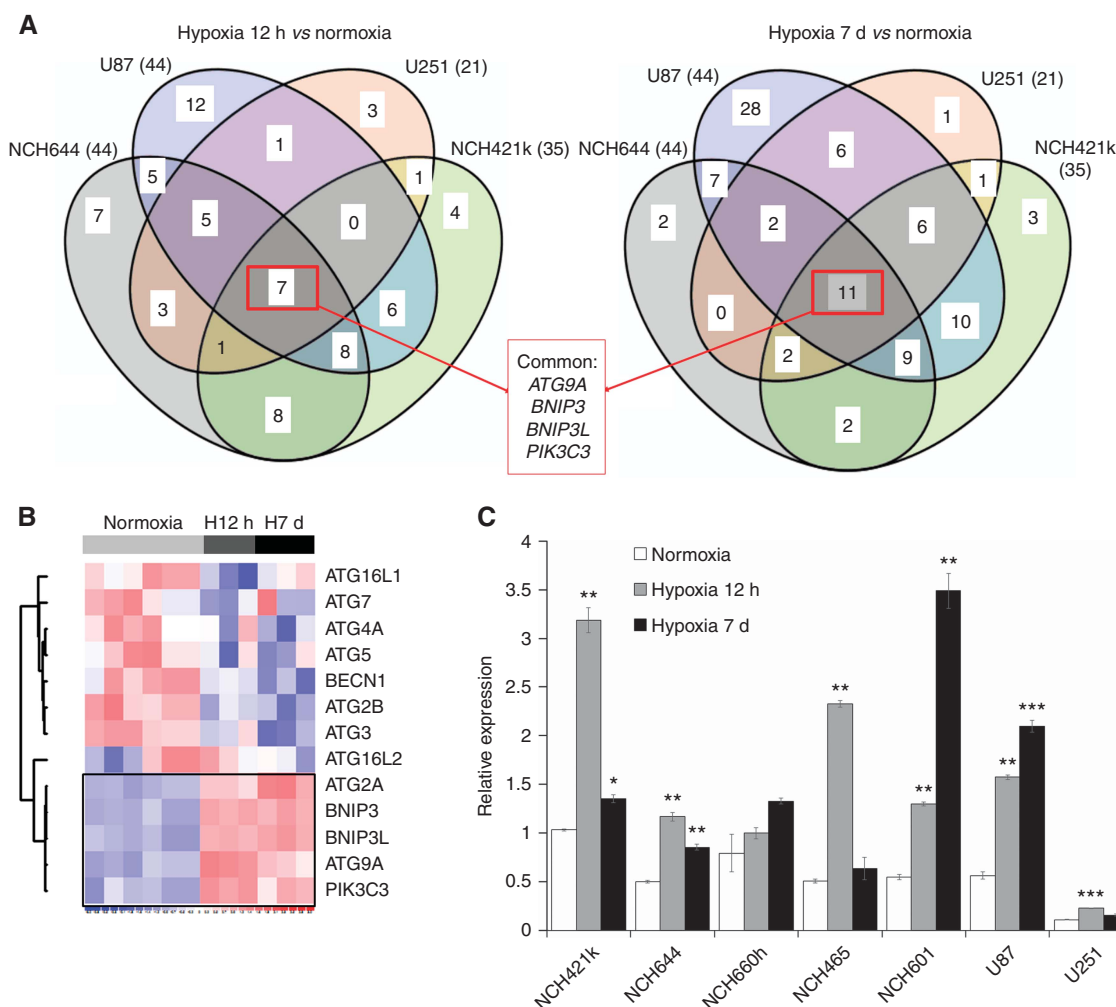 A
Hypoxia 12 h vs normoxia
U87 (44)
U251 (21)
NCH644 (44)
NCH421k (35)
12
3
1
5
1
7
5
0
4
7
3
6
1
8
8
Hypoxia 7 d vs normoxia
U87 (44)
U251 (21)
NCH644 (44)
NCH421k
(35)
28
1
6
7
1
2
2
6
3
11
0
10
2
9
2
Common:
ATG9A
BNIP3
BNIP3L
PIK3C3
B
Normoxia H12 h H7 d
ATG16L1
ATG7
ATG4A
ATG5
BECN1
ATG2B
ATG3
ATG16L2
ATG2A
BNIP3
BNIP3L
ATG9A
PIK3C3
C
Relative expression
4
3.5
3
2.5
2
1.5
1
0.5
0
Normoxia
Hypoxia 12 h
Hypoxia 7 d
** * ** ** ** ** ** ** *** ***
NCH421k
NCH644
NCH660h
NCH465
NCH601
U87
U251